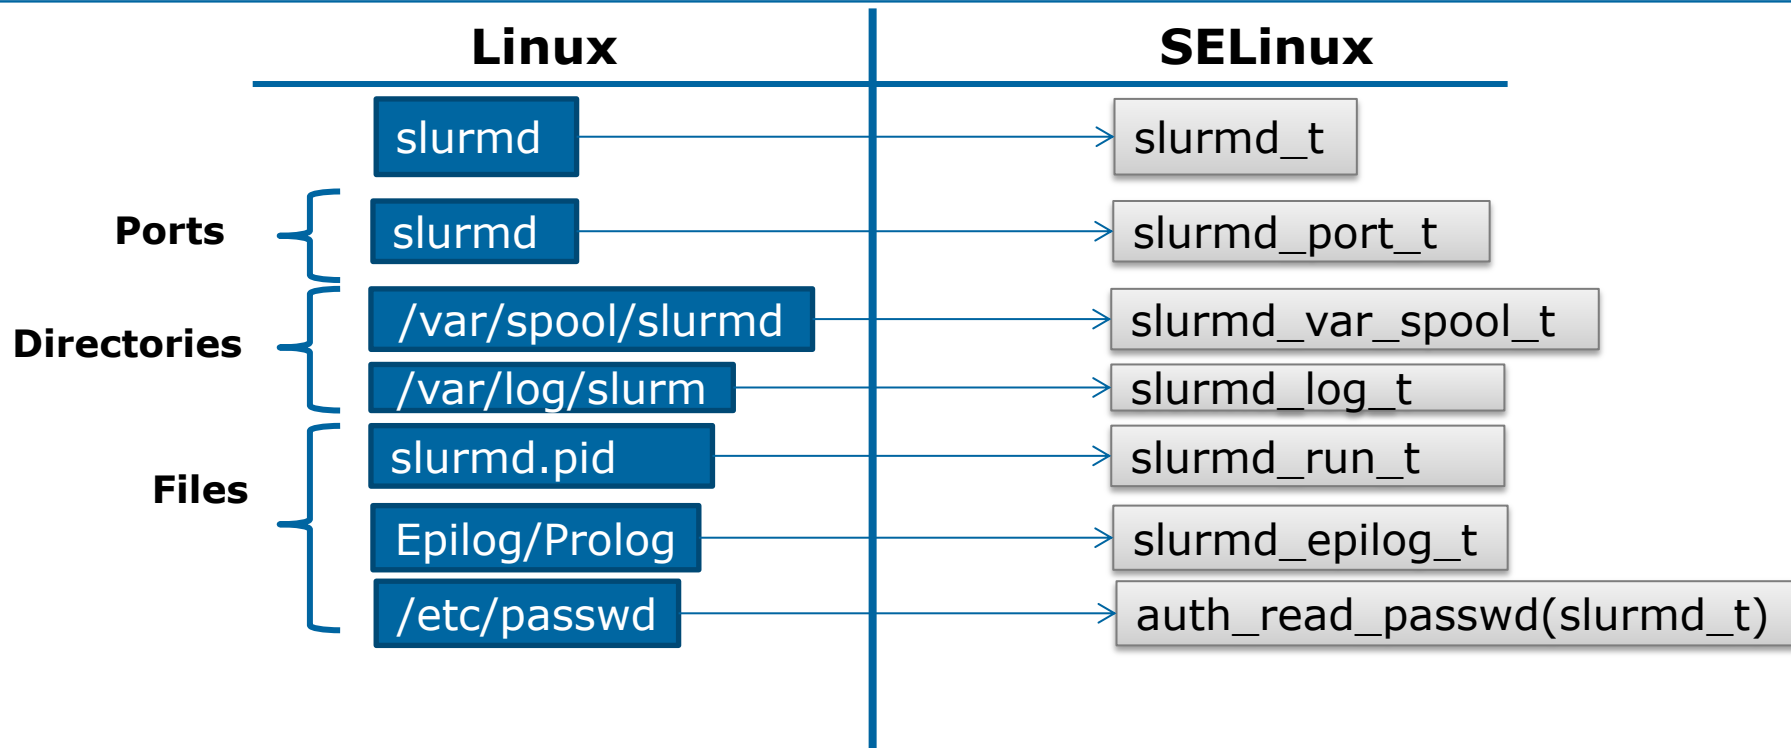 Linux SELinux
slurmd slurmd_t
Ports slurmd slurmd_port_t
/var/spool/slurmd slurmd_var_spool_t
Directories
/var/log/slurm slurmd_log_t
slurmd.pid slurmd_run_t
Files
Epilog/Prolog slurmd_epilog_t
/etc/passwd auth_read_passwd(slurmd_t)